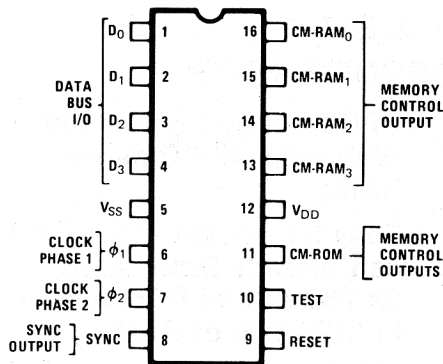 D₀ 1 16 CM-RAM₀
D₁ 2 15 CM-RAM₁
DATA
BUS
I/O
D₂ 3 14 CM-RAM₂
D₃ 4 13 CM-RAM₃
MEMORY
CONTROL
OUTPUT
V_SS 5 12 V_DD
CLOCK
PHASE 1
ϕ₁ 6 11 CM-ROM
MEMORY
CONTROL
OUTPUTS
CLOCK
PHASE 2
ϕ₂ 7 10 TEST
SYNC
OUTPUT
SYNC 8 9 RESET